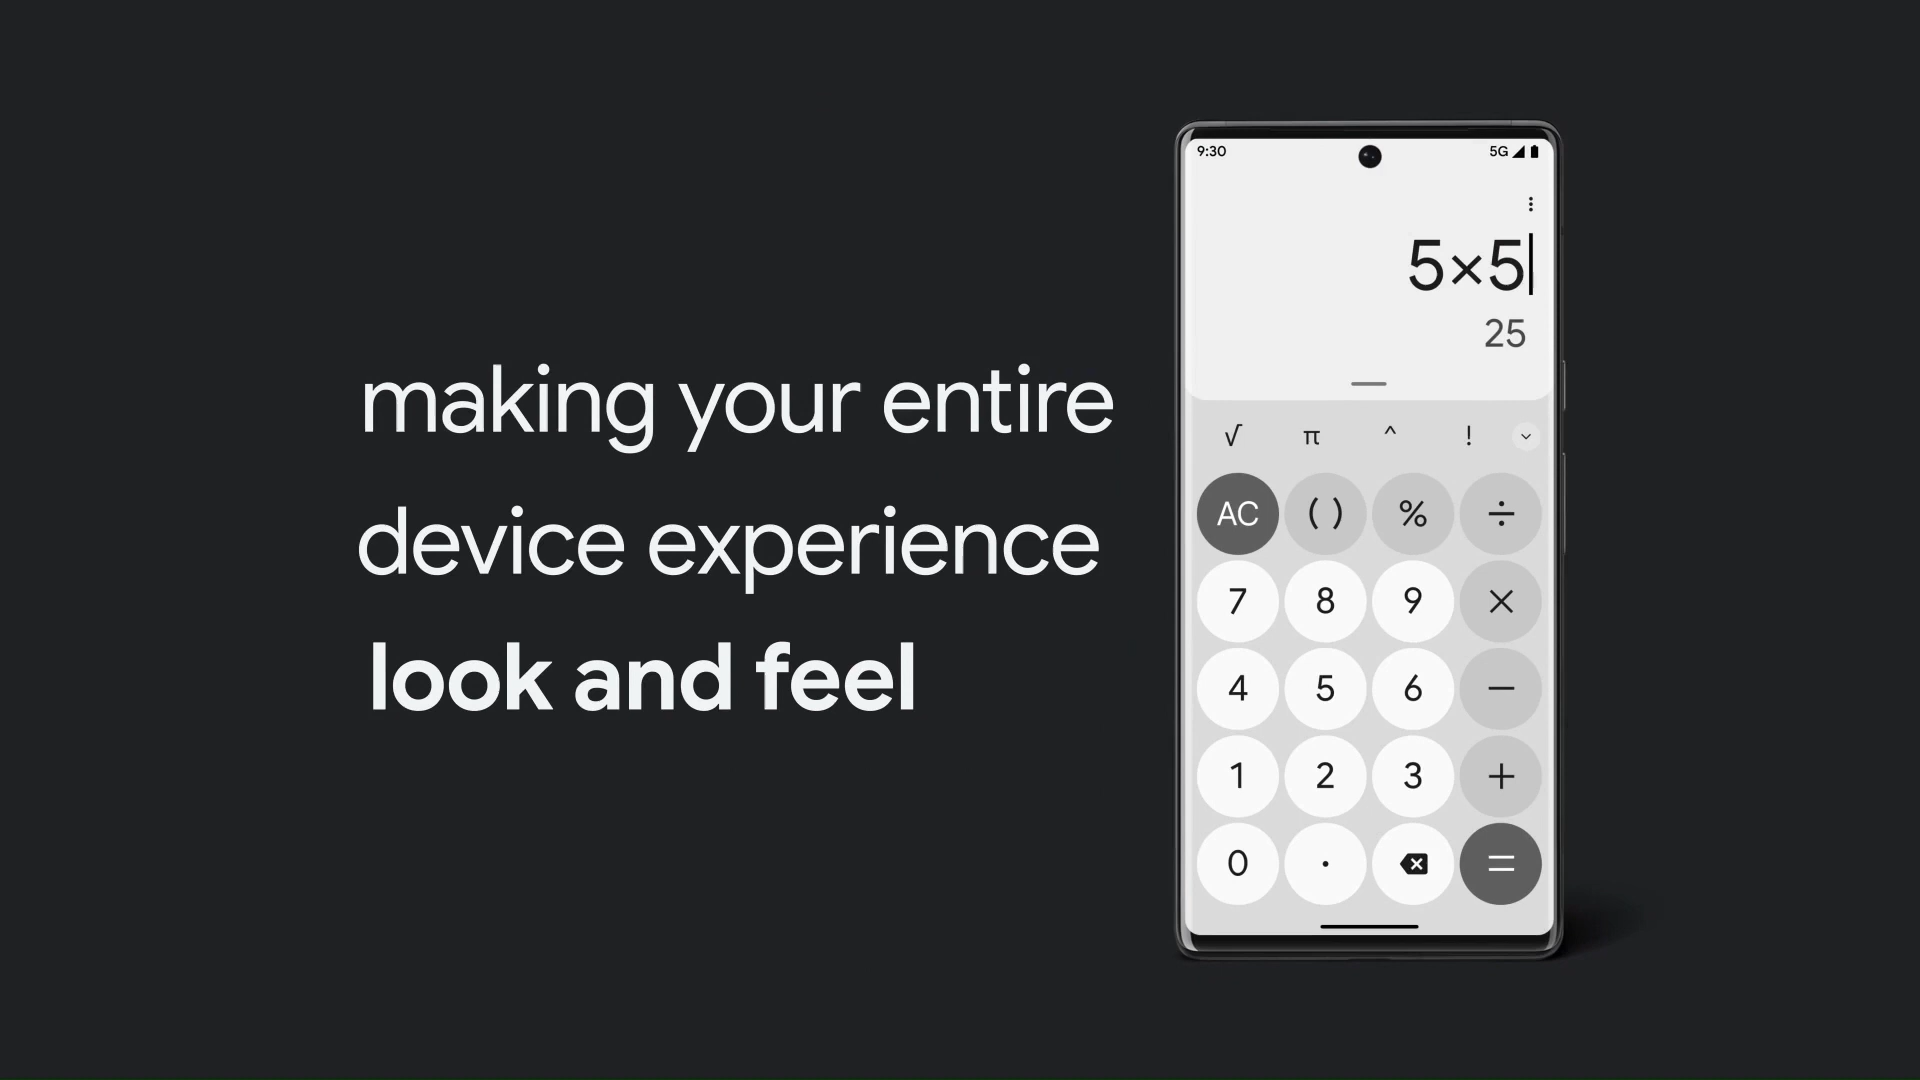 making your entire
device experience
look and feel
9:30 5G
5×5
25
√ π ^ !
AC ( ) % ÷
7 8 9 ×
4 5 6 −
1 2 3 +
0 . =